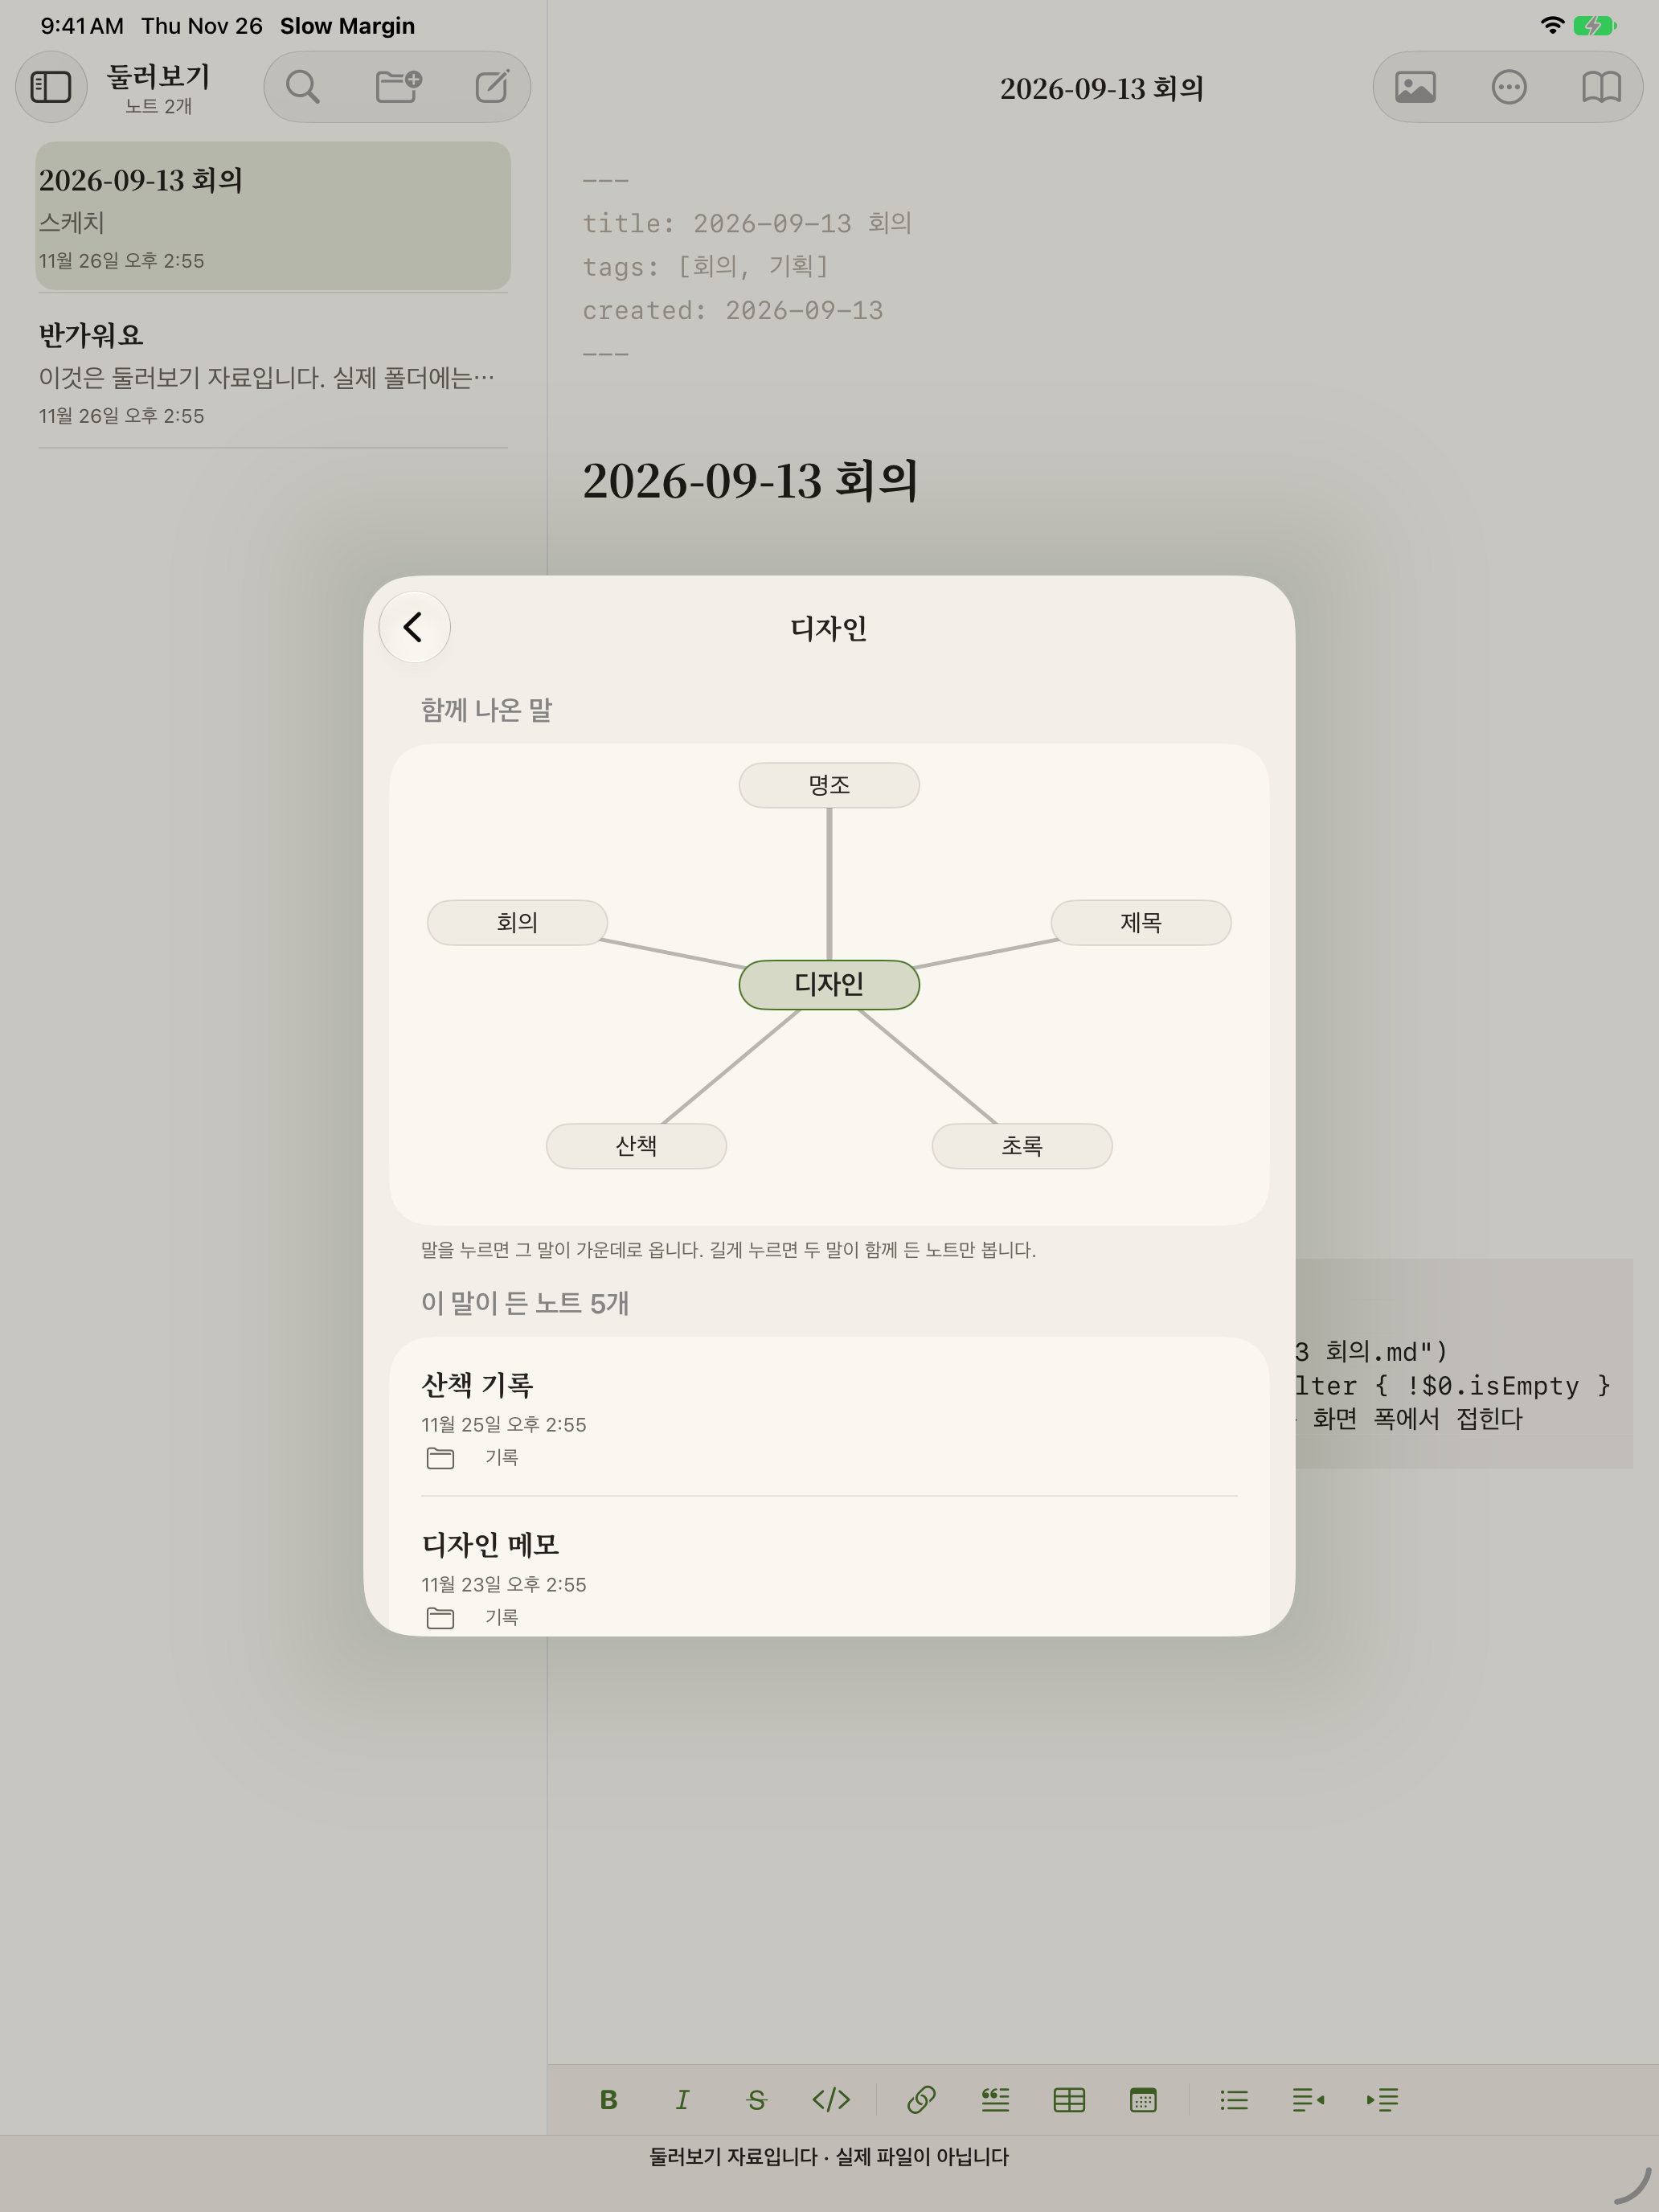 9:41 AM Thu Nov 26 Slow Margin
둘러보기
노트 2개
2026-09-13 회의
스케치
11월 26일 오후 2:55
반가워요
이것은 둘러보기 자료입니다. 실제 폴더에는…
11월 26일 오후 2:55
2026-09-13 회의
---
title: 2026-09-13 회의
tags: [회의, 기획]
created: 2026-09-13
---
2026-09-13 회의
디자인
함께 나온 말
명조
회의
제목
디자인
산책
초록
말을 누르면 그 말이 가운데로 옵니다. 길게 누르면 두 말이 함께 든 노트만 봅니다.
이 말이 든 노트 5개
산책 기록
11월 25일 오후 2:55
기록
디자인 메모
11월 23일 오후 2:55
기록
3 회의.md")
lter { !$0.isEmpty }
화면 폭에서 접힌다
B I S </>
둘러보기 자료입니다 · 실제 파일이 아닙니다